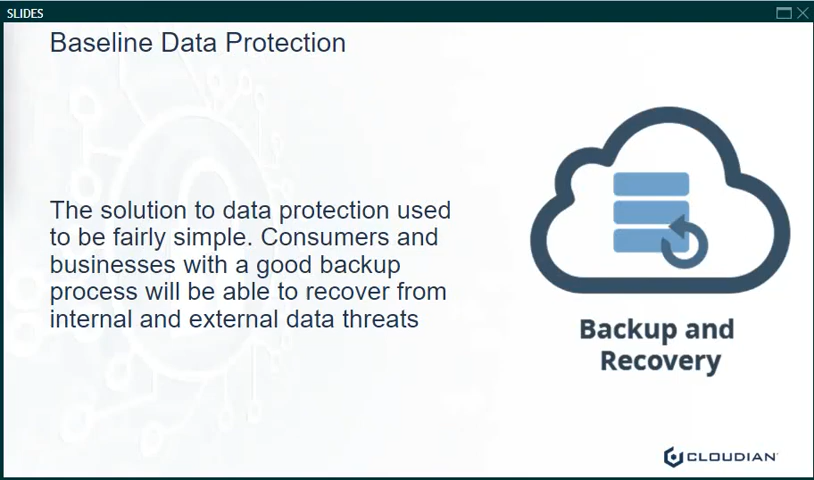 SLIDES
Baseline Data Protection
The solution to data protection used
to be fairly simple. Consumers and
businesses with a good backup
process will be able to recover from
internal and external data threats
Backup and
Recovery
CLOUDIAN